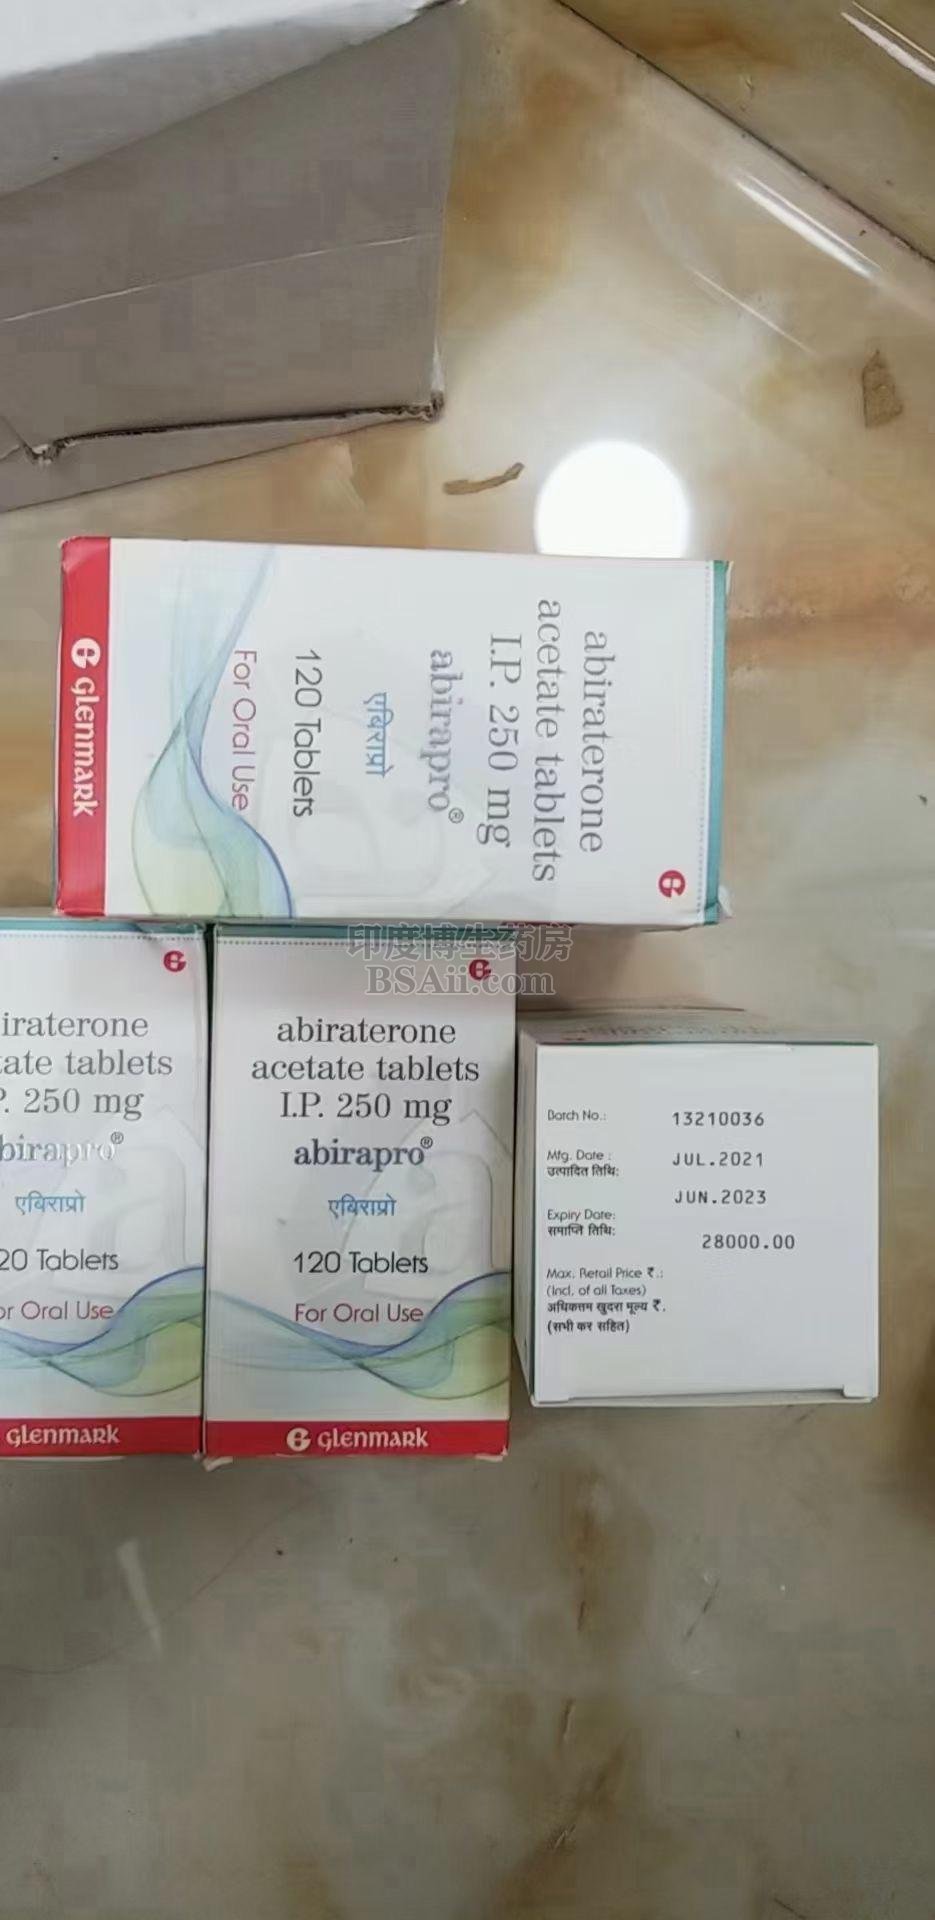 abiraterone
acetate tablets
I.P. 250 mg
abirapro®
एबिराप्रो
120 Tablets
For Oral Use
glenmark
印度博生药房
BSAii.com
iraterone
tate tablets
P. 250 mg
birapro®
एबिराप्रो
20 Tablets
or Oral Use
glenmark
abiraterone
acetate tablets
I.P. 250 mg
abirapro®
एबिराप्रो
120 Tablets
For Oral Use
glenmark
Batch No.: 13210036
Mfg. Date : JUL.2021
उत्पादित तिथि:
JUN.2023
Expiry Date:
समाप्ति तिथि:
28000.00
Max. Retail Price ₹.:
(Incl. of all Taxes)
अधिकतम खुदरा मूल्य ₹.
(सभी कर सहित)